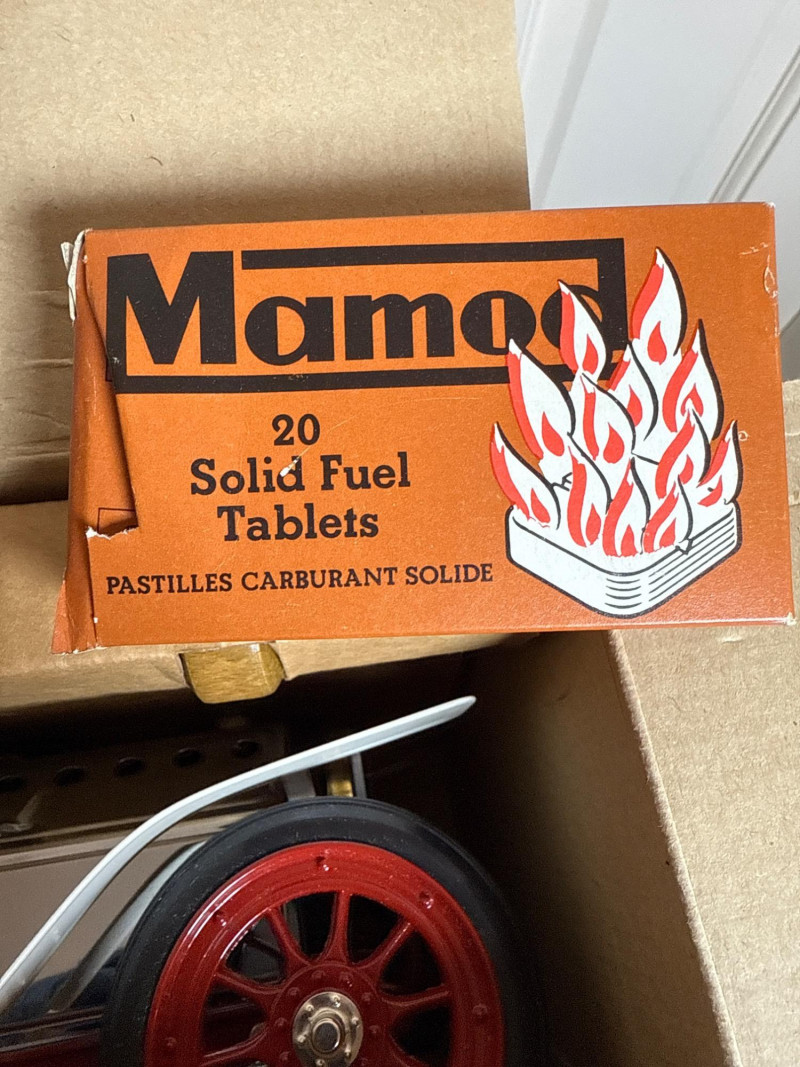 Mamod
20
Solid Fuel
Tablets
PASTILLES CARBURANT SOLIDE